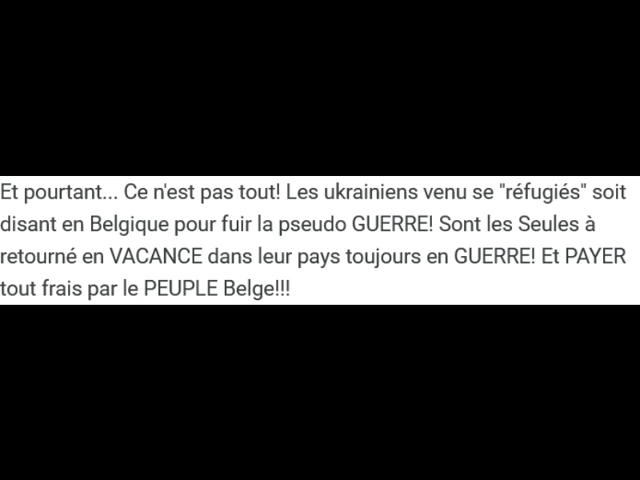 Et pourtant... Ce n'est pas tout! Les ukrainiens venu se "réfugiés" soit
disant en Belgique pour fuir la pseudo GUERRE! Sont les Seules à
retourné en VACANCE dans leur pays toujours en GUERRE! Et PAYER
tout frais par le PEUPLE Belge!!!